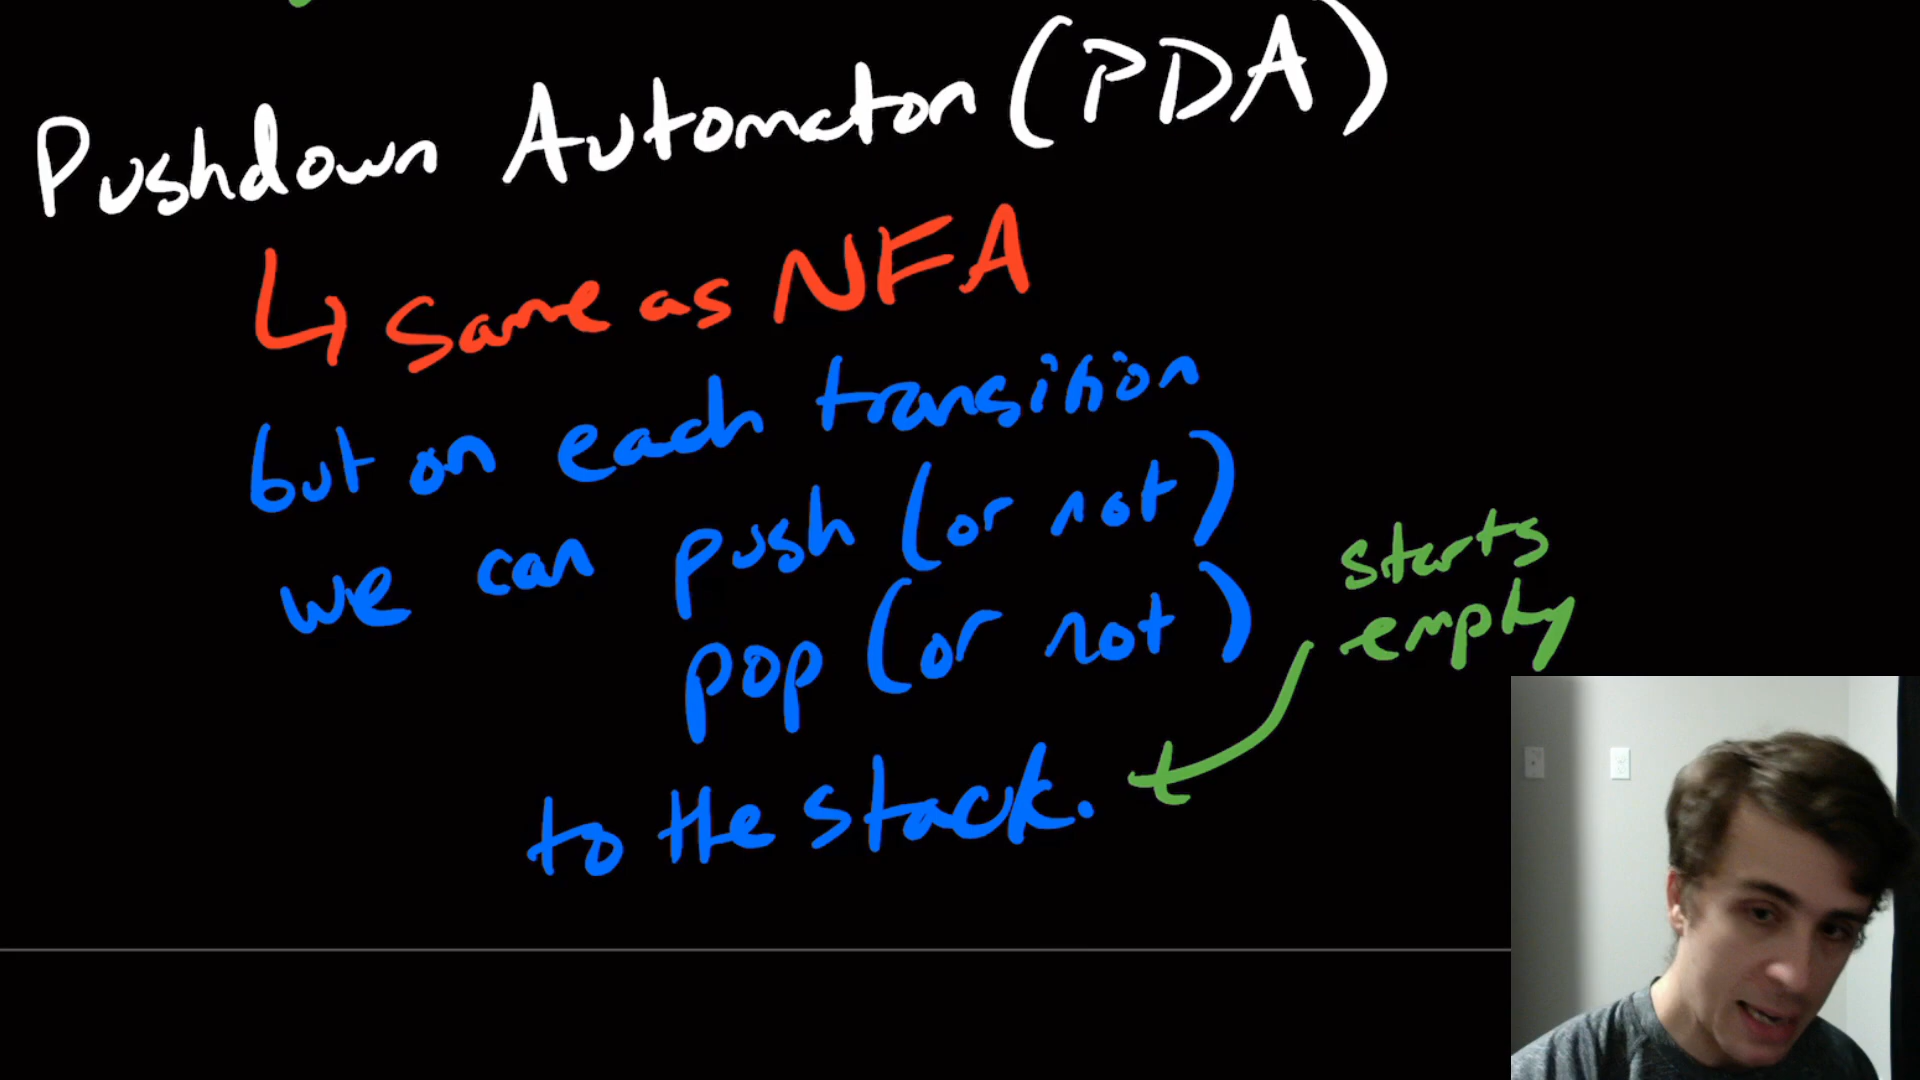 Pushdown Automaton (PDA)
↳ same as NFA
but on each transition
we can push (or not)
pop (or not)
to the stack.
starts
empty